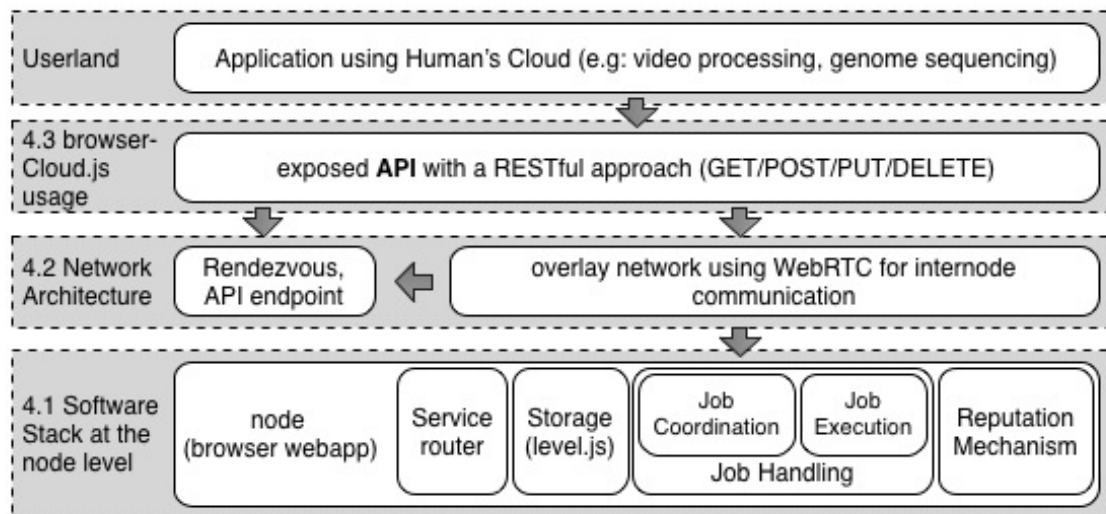 Userland
Application using Human's Cloud (e.g: video processing, genome sequencing)
4.3 browser-
Cloud.js
usage
exposed API with a RESTful approach (GET/POST/PUT/DELETE)
4.2 Network
Architecture
Rendezvous,
API endpoint
overlay network using WebRTC for internode
communication
4.1 Software
Stack at the
node level
node
(browser webapp)
Service
router
Storage
(level.js)
Job
Coordination
Job
Execution
Job Handling
Reputation
Mechanism